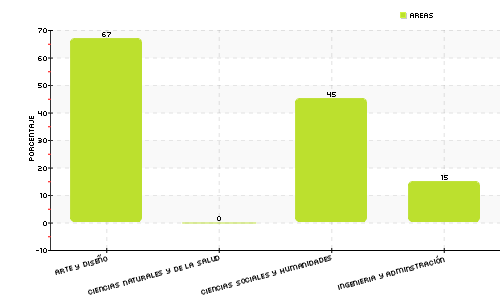 AREAS
70
60
50
40
30
20
10
0
-10
PORCENTAJE
67
0
45
15
ARTE Y DISEÑO
CIENCIAS NATURALES Y DE LA SALUD
CIENCIAS SOCIALES Y HUMANIDADES
INGENIERIA Y ADMINSTRACIÓN